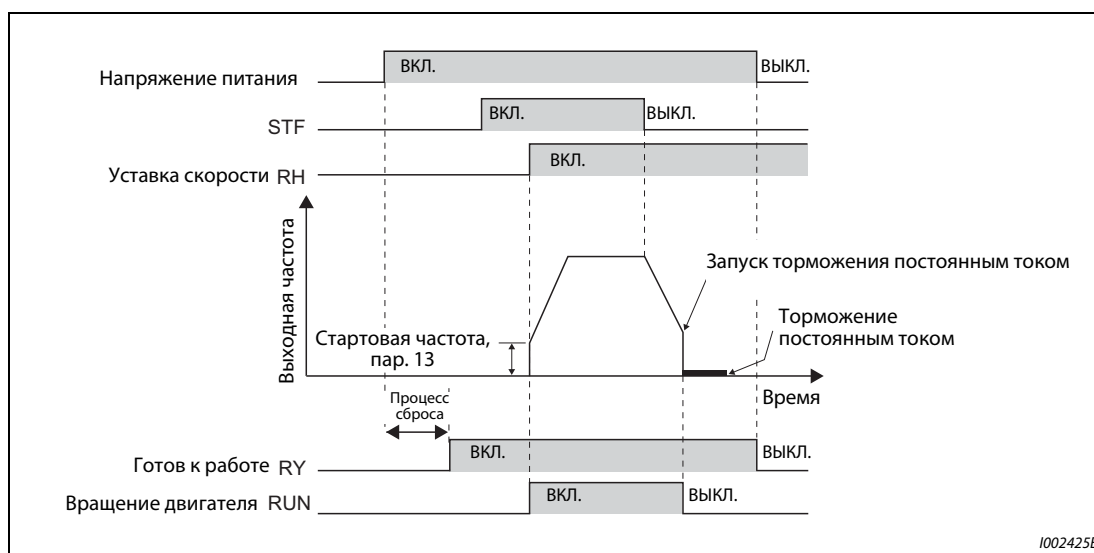 Напряжение питания
ВКЛ.
ВЫКЛ.
STF
ВКЛ.
ВЫКЛ.
Уставка скорости RH
ВКЛ.
Выходная частота
Запуск торможения постоянным током
Стартовая частота,
пар. 13
Торможение
постоянным током
Время
Процесс
сброса
Готов к работе RY
ВКЛ.
ВЫКЛ.
Вращение двигателя RUN
ВКЛ.
ВЫКЛ.
I002425E